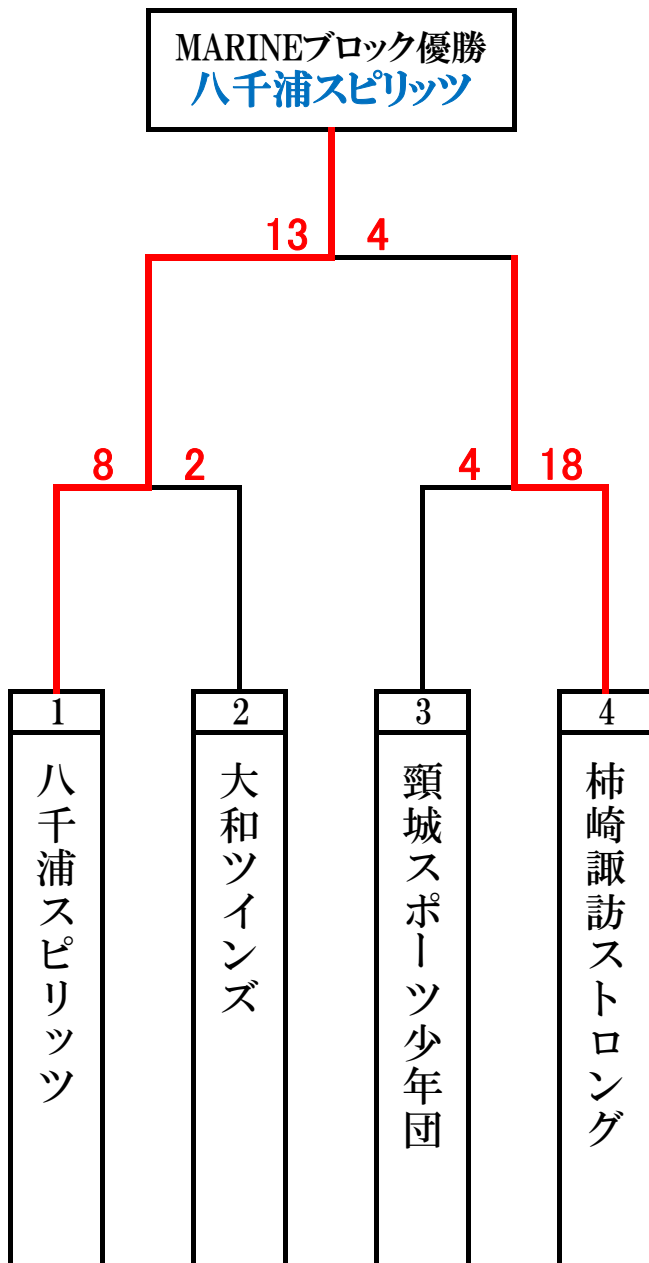 MARINEブロック優勝
八千浦スピリッツ
13 4
8 2 4 18
1 2 3 4
八千浦スピリッツ
大和ツインズ
頸城スポーツ少年団
柿崎諏訪ストロング